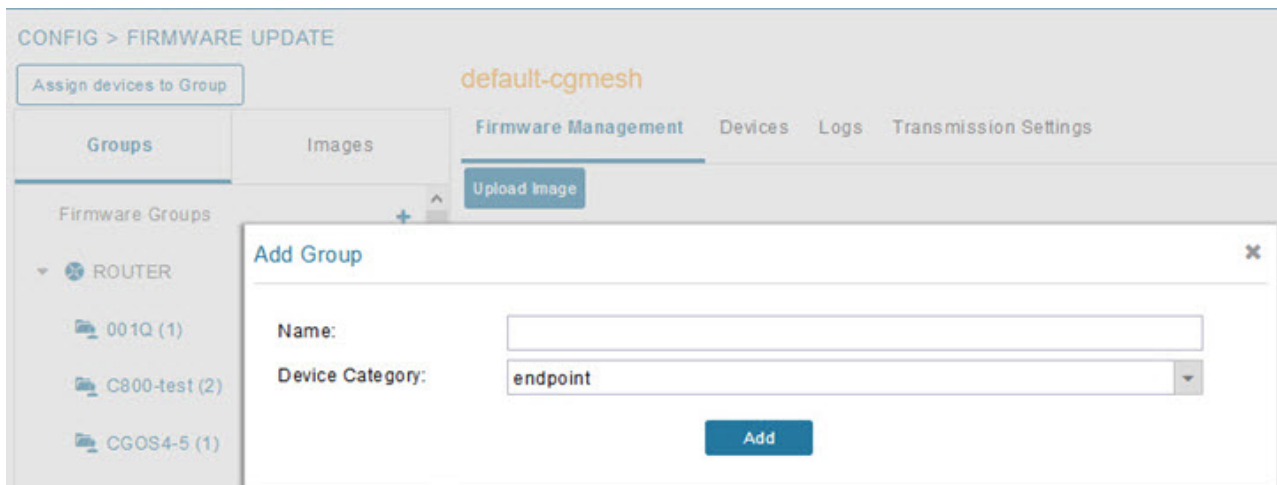 CONFIG > FIRMWARE UPDATE
Assign devices to Group
default-cgmesh
Groups
Images
Firmware Management
Devices
Logs
Transmission Settings
Upload Image
Firmware Groups
ROUTER
001Q (1)
C800-test (2)
CGOS4-5 (1)
Add Group
Name:
Device Category:
endpoint
Add